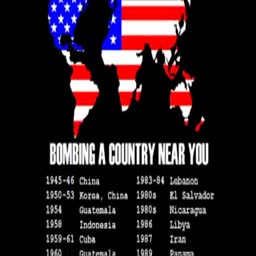 BOMBING A COUNTRY NEAR YOU
1945-46 China 1983-84 Lebanon
1950-53 Korea, China 1980s El Salvador
1954 Guatemala 1980s Nicaragua
1958 Indonesia 1986 Libya
1959-61 Cuba 1987 Iran
1960 Guatemala 1989 Panama